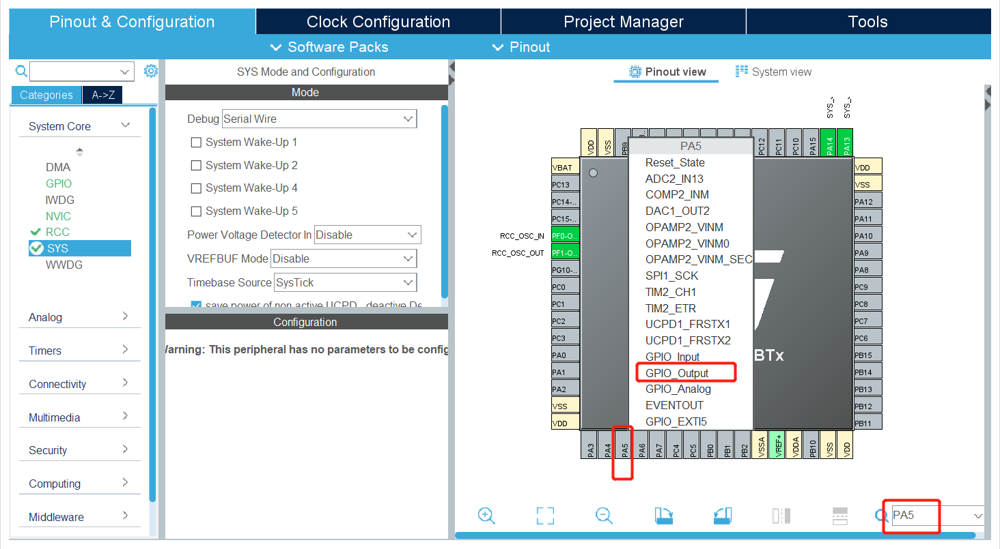 Pinout & Configuration
Clock Configuration
Project Manager
Tools
Software Packs
Pinout
Categories
A->Z
System Core
DMA
GPIO
IWDG
NVIC
RCC
SYS
WWDG
Analog
Timers
Connectivity
Multimedia
Security
Computing
Middleware
SYS Mode and Configuration
Mode
Debug Serial Wire
System Wake-Up 1
System Wake-Up 2
System Wake-Up 4
System Wake-Up 5
Power Voltage Detector In Disable
VREFBUF Mode Disable
Timebase Source SysTick
save power of non active UCPD - deactive De
Configuration
Warning: This peripheral has no parameters to be config
Pinout view
System view
SYS_
SYS_
VDD
VSS
PB9
PC12
PC11
PC10
PA15
PA14
PA13
VBAT
PC13
PC14-..
PC15-..
RCC_OSC_IN
PF0-O..
RCC_OSC_OUT
PF1-O..
PG10-..
PC0
PC1
PC2
PC3
PA0
PA1
PA2
VSS
VDD
PA5
Reset_State
ADC2_IN13
COMP2_INM
DAC1_OUT2
OPAMP2_VINM
OPAMP2_VINM0
OPAMP2_VINM_SEC
SPI1_SCK
TIM2_CH1
TIM2_ETR
UCPD1_FRSTX1
UCPD1_FRSTX2
GPIO_Input
GPIO_Output
GPIO_Analog
EVENTOUT
GPIO_EXTI5
BTx
VDD
VSS
PA12
PA11
PA10
PA9
PA8
PC9
PC8
PC7
PC6
PB15
PB14
PB13
PB12
PB11
PA3
PA4
PA5
PA6
PA7
PC4
PC5
PB0
PB1
PB2
VSSA
VREF+
VDDA
PB10
VSS
VDD
PA5